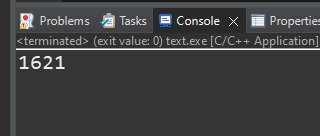 Problems Tasks Console Properties
<terminated> (exit value: 0) text.exe [C/C++ Application]
1621